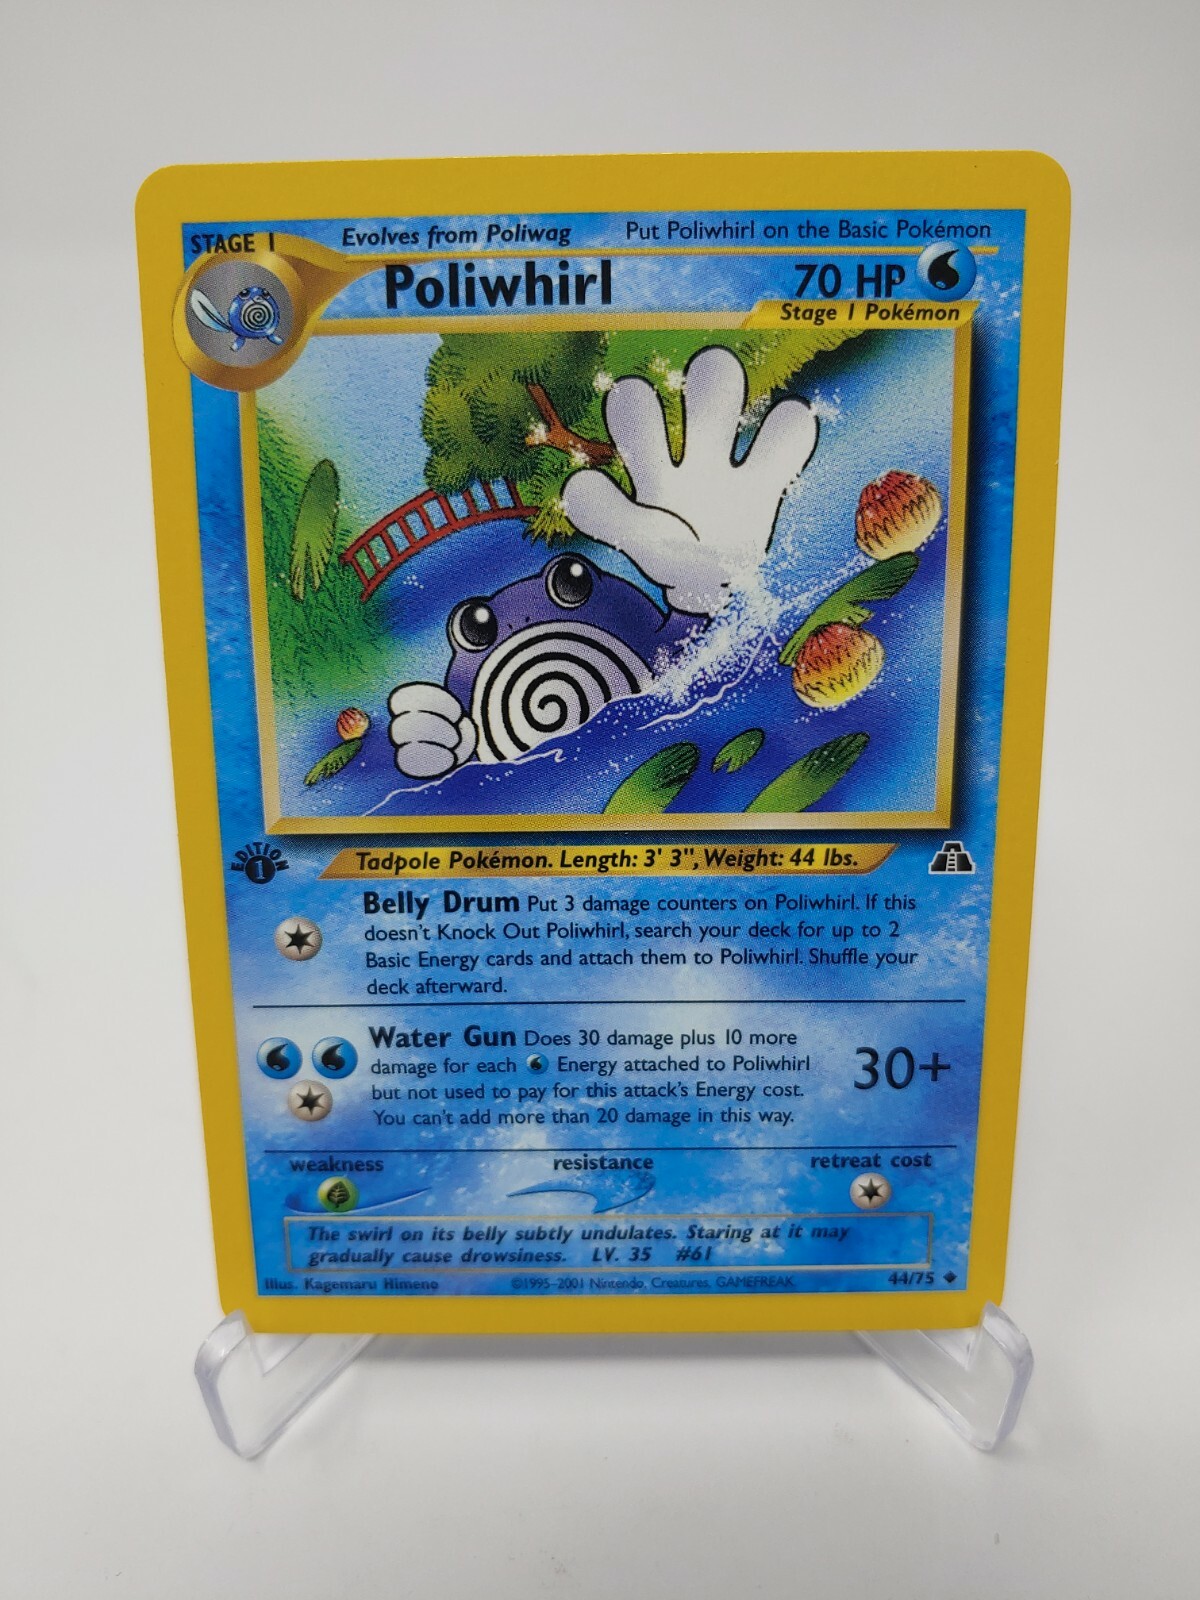 STAGE 1
Evolves from Poliwag
Put Poliwhirl on the Basic Pokémon
Poliwhirl
70 HP
Stage 1 Pokémon
EDITION
1
Tadpole Pokémon. Length: 3' 3", Weight: 44 lbs.
Belly Drum Put 3 damage counters on Poliwhirl. If this
doesn't Knock Out Poliwhirl, search your deck for up to 2
Basic Energy cards and attach them to Poliwhirl. Shuffle your
deck afterward.
Water Gun Does 30 damage plus 10 more
damage for each Energy attached to Poliwhirl
but not used to pay for this attack's Energy cost.
You can't add more than 20 damage in this way.
30+
weakness
resistance
retreat cost
The swirl on its belly subtly undulates. Staring at it may
gradually cause drowsiness. LV. 35 #61
Illus. Kagemaru Himeno
©1995-2001 Nintendo, Creatures, GAMEFREAK.
44/75